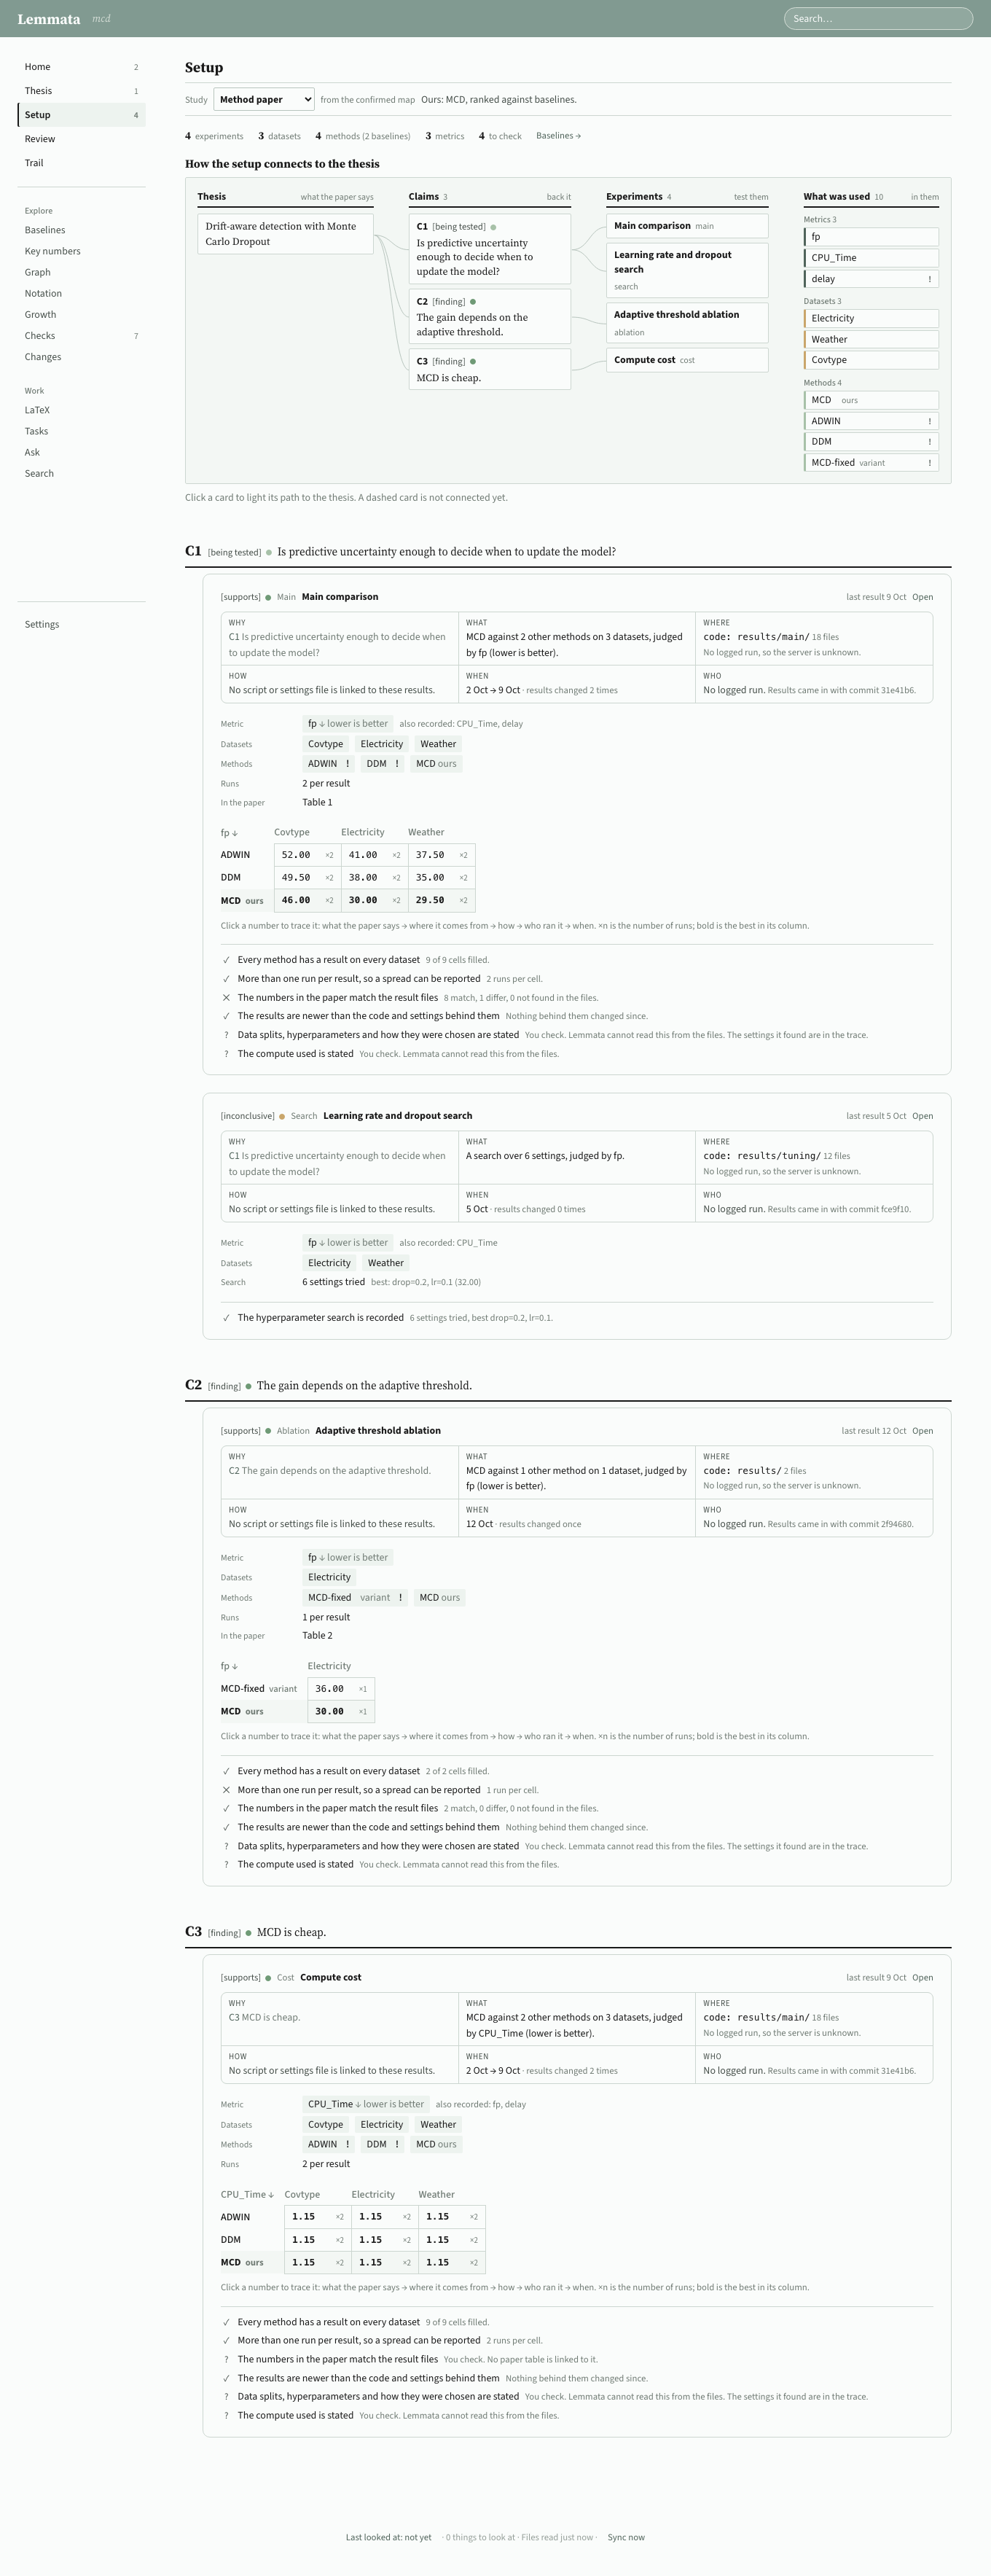 Lemmata mcd
Search…
Home 2
Thesis 1
Setup 4
Review
Trail
Explore
Baselines
Key numbers
Graph
Notation
Growth
Checks 7
Changes
Work
LaTeX
Tasks
Ask
Search
Settings
Setup
Study Method paper from the confirmed map Ours: MCD, ranked against baselines.
4 experiments 3 datasets 4 methods (2 baselines) 3 metrics 4 to check Baselines →
How the setup connects to the thesis
Thesis what the paper says
Drift-aware detection with Monte
Carlo Dropout
Claims 3 back it
C1 [being tested]
Is predictive uncertainty
enough to decide when to
update the model?
C2 [finding]
The gain depends on the
adaptive threshold.
C3 [finding]
MCD is cheap.
Experiments 4 test them
Main comparison main
Learning rate and dropout
search
search
Adaptive threshold ablation
ablation
Compute cost cost
What was used 10 in them
Metrics 3
fp
CPU_Time
delay !
Datasets 3
Electricity
Weather
Covtype
Methods 4
MCD ours
ADWIN !
DDM !
MCD-fixed variant !
Click a card to light its path to the thesis. A dashed card is not connected yet.
C1 [being tested] Is predictive uncertainty enough to decide when to update the model?
[supports] Main Main comparison last result 9 Oct Open
WHY
C1 Is predictive uncertainty enough to decide when
to update the model?
WHAT
MCD against 2 other methods on 3 datasets, judged
by fp (lower is better).
WHERE
code: results/main/ 18 files
No logged run, so the server is unknown.
HOW
No script or settings file is linked to these results.
WHEN
2 Oct → 9 Oct · results changed 2 times
WHO
No logged run. Results came in with commit 31e41b6.
Metric fp ↓ lower is better also recorded: CPU_Time, delay
Datasets Covtype Electricity Weather
Methods ADWIN ! DDM ! MCD ours
Runs 2 per result
In the paper Table 1
fp ↓ Covtype Electricity Weather
ADWIN 52.00 ×2 41.00 ×2 37.50 ×2
DDM 49.50 ×2 38.00 ×2 35.00 ×2
MCD ours 46.00 ×2 30.00 ×2 29.50 ×2
Click a number to trace it: what the paper says → where it comes from → how → who ran it → when. ×n is the number of runs; bold is the best in its column.
✓ Every method has a result on every dataset 9 of 9 cells filled.
✓ More than one run per result, so a spread can be reported 2 runs per cell.
✕ The numbers in the paper match the result files 8 match, 1 differ, 0 not found in the files.
✓ The results are newer than the code and settings behind them Nothing behind them changed since.
? Data splits, hyperparameters and how they were chosen are stated You check. Lemmata cannot read this from the files. The settings it found are in the trace.
? The compute used is stated You check. Lemmata cannot read this from the files.
[inconclusive] Search Learning rate and dropout search last result 5 Oct Open
WHY
C1 Is predictive uncertainty enough to decide when
to update the model?
WHAT
A search over 6 settings, judged by fp.
WHERE
code: results/tuning/ 12 files
No logged run, so the server is unknown.
HOW
No script or settings file is linked to these results.
WHEN
5 Oct · results changed 0 times
WHO
No logged run. Results came in with commit fce9f10.
Metric fp ↓ lower is better also recorded: CPU_Time
Datasets Electricity Weather
Search 6 settings tried best: drop=0.2, lr=0.1 (32.00)
✓ The hyperparameter search is recorded 6 settings tried, best drop=0.2, lr=0.1.
C2 [finding] The gain depends on the adaptive threshold.
[supports] Ablation Adaptive threshold ablation last result 12 Oct Open
WHY
C2 The gain depends on the adaptive threshold.
WHAT
MCD against 1 other method on 1 dataset, judged by
fp (lower is better).
WHERE
code: results/ 2 files
No logged run, so the server is unknown.
HOW
No script or settings file is linked to these results.
WHEN
12 Oct · results changed once
WHO
No logged run. Results came in with commit 2f94680.
Metric fp ↓ lower is better
Datasets Electricity
Methods MCD-fixed variant ! MCD ours
Runs 1 per result
In the paper Table 2
fp ↓ Electricity
MCD-fixed variant 36.00 ×1
MCD ours 30.00 ×1
Click a number to trace it: what the paper says → where it comes from → how → who ran it → when. ×n is the number of runs; bold is the best in its column.
✓ Every method has a result on every dataset 2 of 2 cells filled.
✕ More than one run per result, so a spread can be reported 1 run per cell.
✓ The numbers in the paper match the result files 2 match, 0 differ, 0 not found in the files.
✓ The results are newer than the code and settings behind them Nothing behind them changed since.
? Data splits, hyperparameters and how they were chosen are stated You check. Lemmata cannot read this from the files. The settings it found are in the trace.
? The compute used is stated You check. Lemmata cannot read this from the files.
C3 [finding] MCD is cheap.
[supports] Cost Compute cost last result 9 Oct Open
WHY
C3 MCD is cheap.
WHAT
MCD against 2 other methods on 3 datasets, judged
by CPU_Time (lower is better).
WHERE
code: results/main/ 18 files
No logged run, so the server is unknown.
HOW
No script or settings file is linked to these results.
WHEN
2 Oct → 9 Oct · results changed 2 times
WHO
No logged run. Results came in with commit 31e41b6.
Metric CPU_Time ↓ lower is better also recorded: fp, delay
Datasets Covtype Electricity Weather
Methods ADWIN ! DDM ! MCD ours
Runs 2 per result
CPU_Time ↓ Covtype Electricity Weather
ADWIN 1.15 ×2 1.15 ×2 1.15 ×2
DDM 1.15 ×2 1.15 ×2 1.15 ×2
MCD ours 1.15 ×2 1.15 ×2 1.15 ×2
Click a number to trace it: what the paper says → where it comes from → how → who ran it → when. ×n is the number of runs; bold is the best in its column.
✓ Every method has a result on every dataset 9 of 9 cells filled.
✓ More than one run per result, so a spread can be reported 2 runs per cell.
? The numbers in the paper match the result files You check. No paper table is linked to it.
✓ The results are newer than the code and settings behind them Nothing behind them changed since.
? Data splits, hyperparameters and how they were chosen are stated You check. Lemmata cannot read this from the files. The settings it found are in the trace.
? The compute used is stated You check. Lemmata cannot read this from the files.
Last looked at: not yet · 0 things to look at · Files read just now · Sync now